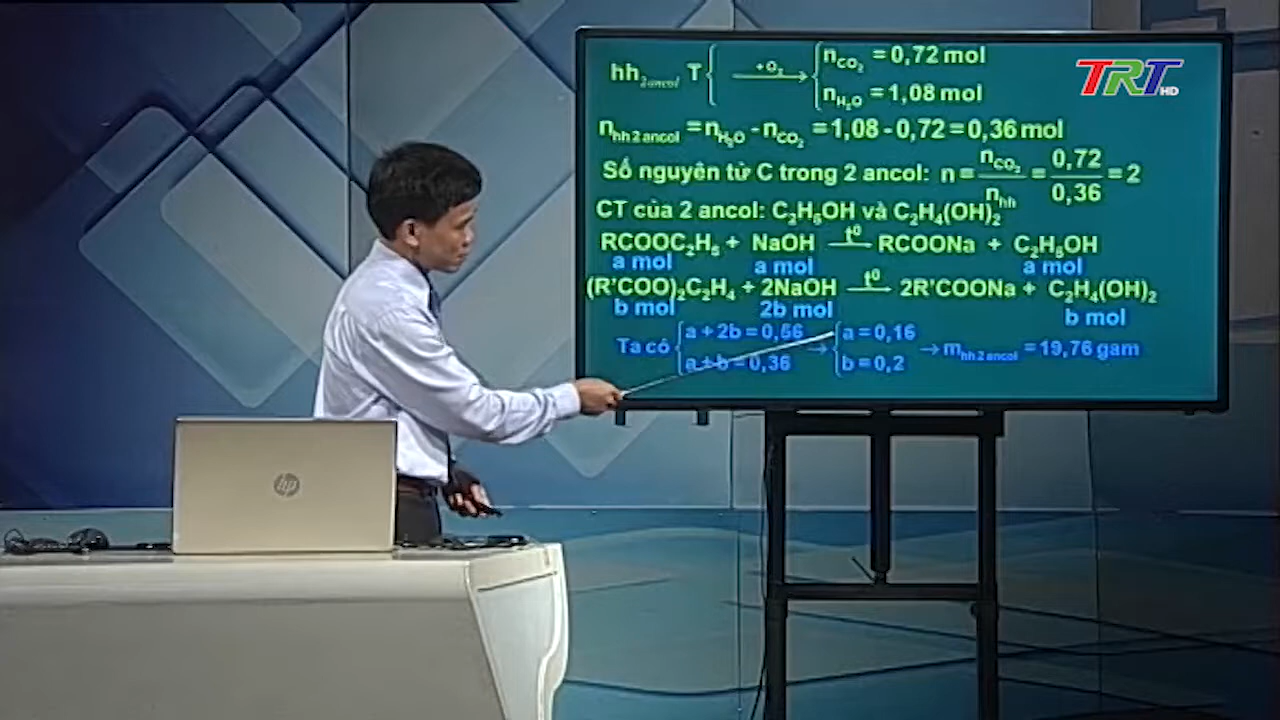 hh₂ ancol T { +O₂ → { nCO₂ = 0,72 mol
nH₂O = 1,08 mol
TRT HD
nhh 2 ancol = nH₂O - nCO₂ = 1,08 - 0,72 = 0,36 mol
Số nguyên tử C trong 2 ancol: n = nCO₂ / nhh = 0,72 / 0,36 = 2
CT của 2 ancol: C₂H₅OH và C₂H₄(OH)₂
RCOOC₂H₅ + NaOH t⁰ → RCOONa + C₂H₅OH
a mol a mol a mol
(R'COO)₂C₂H₄ + 2NaOH t⁰ → 2R'COONa + C₂H₄(OH)₂
b mol 2b mol b mol
Ta có { a + 2b = 0,56 → { a = 0,16 → mhh 2 ancol = 19,76 gam
a + b = 0,36 b = 0,2
hp